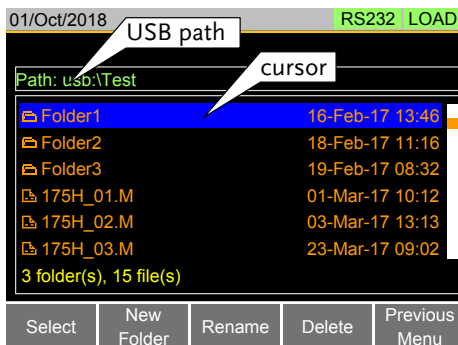 01/Oct/2018 RS232 LOAD
USB path
cursor
Path: usb:\Test
Folder1 16-Feb-17 13:46
Folder2 18-Feb-17 11:16
Folder3 19-Feb-17 08:32
175H_01.M 01-Mar-17 10:12
175H_02.M 03-Mar-17 13:13
175H_03.M 23-Mar-17 09:02
3 folder(s), 15 file(s)
Select New Folder Rename Delete Previous Menu